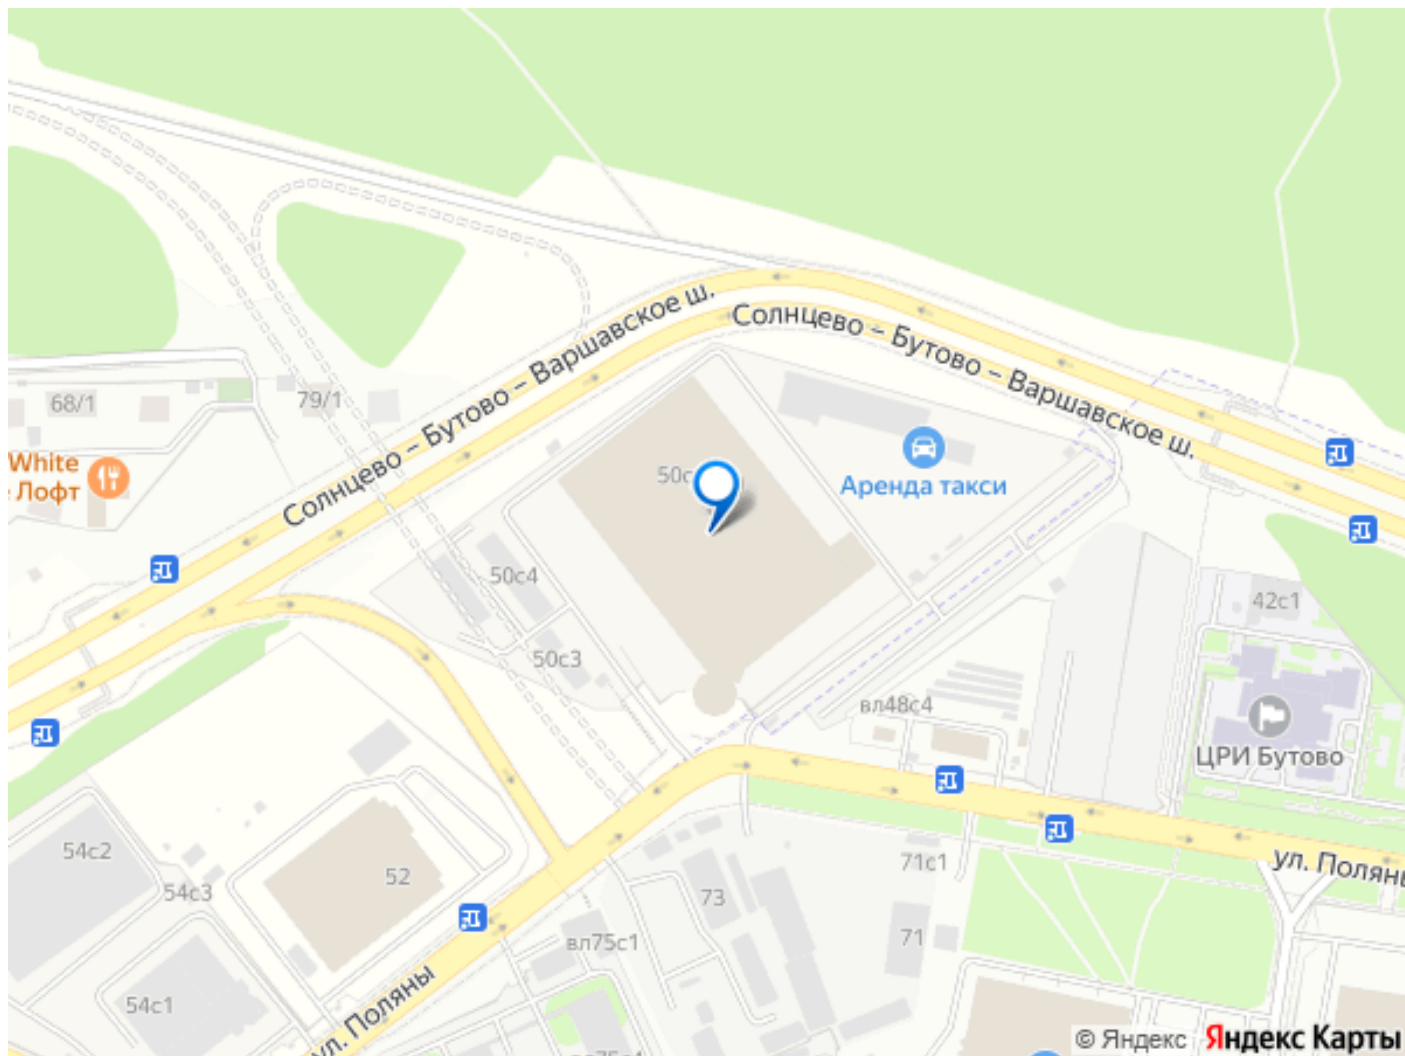 Солнцево – Бутово – Варшавское ш.
Солнцево – Бутово – Варшавское ш.
68/1
79/1
White
Лофт
50с
Аренда такси
50с4
50с3
42с1
вл48с4
ЦРИ Бутово
54с2
54с3
52
73
71с1
ул. Поляны
71
вл75с1
54с1
ул. Поляны
© Яндекс
Яндекс Карты